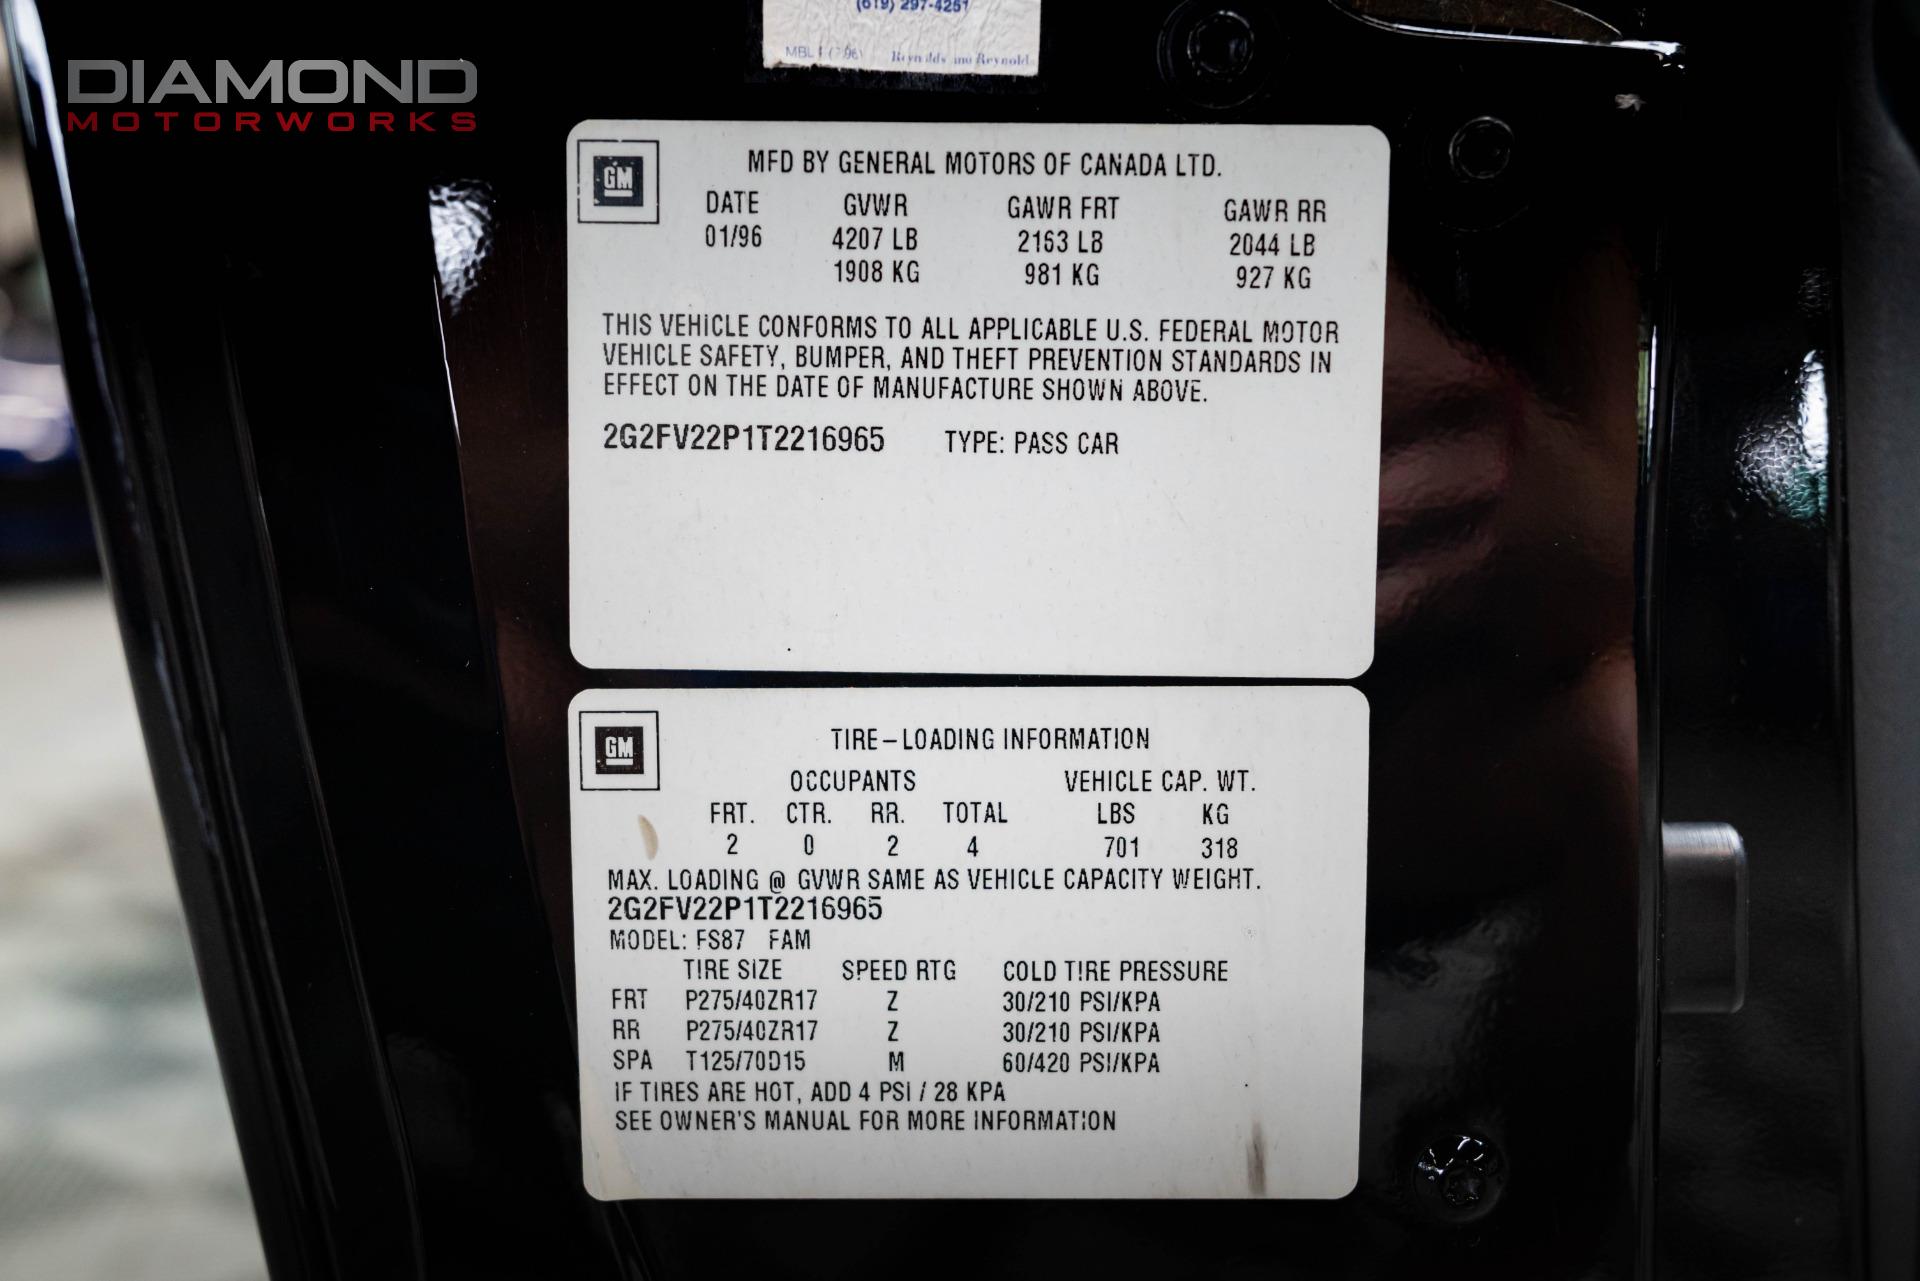 (619) 297-4251
DIAMOND
MOTORWORKS
Reynolds and Reynolds
GM
MFD BY GENERAL MOTORS OF CANADA LTD.
DATE GVWR GAWR FRT GAWR RR
01/96 4207 LB 2163 LB 2044 LB
1908 KG 981 KG 927 KG
THIS VEHICLE CONFORMS TO ALL APPLICABLE U.S. FEDERAL MOTOR
VEHICLE SAFETY, BUMPER, AND THEFT PREVENTION STANDARDS IN
EFFECT ON THE DATE OF MANUFACTURE SHOWN ABOVE.
2G2FV22P1T2216965 TYPE: PASS CAR
GM
TIRE-LOADING INFORMATION
OCCUPANTS VEHICLE CAP. WT.
FRT. CTR. RR. TOTAL LBS KG
2 0 2 4 701 318
MAX. LOADING @ GVWR SAME AS VEHICLE CAPACITY WEIGHT.
2G2FV22P1T2216965
MODEL: FS87 FAM
TIRE SIZE SPEED RTG COLD TIRE PRESSURE
FRT P275/40ZR17 Z 30/210 PSI/KPA
RR P275/40ZR17 Z 30/210 PSI/KPA
SPA T125/70D15 M 60/420 PSI/KPA
IF TIRES ARE HOT, ADD 4 PSI / 28 KPA
SEE OWNER'S MANUAL FOR MORE INFORMATION